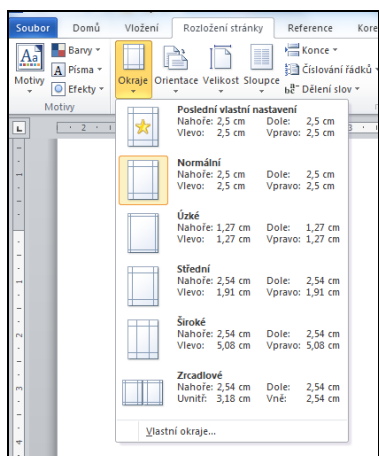 Soubor Domů Vložení Rozložení stránky Reference Kore
Barvy
Písma
Efekty
Motivy
Motivy
Okraje Orientace Velikost Sloupce
Konce
Číslování řádků
Dělení slov
Poslední vlastní nastavení
Nahoře: 2,5 cm Dole: 2,5 cm
Vlevo: 2,5 cm Vpravo: 2,5 cm
Normální
Nahoře: 2,5 cm Dole: 2,5 cm
Vlevo: 2,5 cm Vpravo: 2,5 cm
Úzké
Nahoře: 1,27 cm Dole: 1,27 cm
Vlevo: 1,27 cm Vpravo: 1,27 cm
Střední
Nahoře: 2,54 cm Dole: 2,54 cm
Vlevo: 1,91 cm Vpravo: 1,91 cm
Široké
Nahoře: 2,54 cm Dole: 2,54 cm
Vlevo: 5,08 cm Vpravo: 5,08 cm
Zrcadlové
Nahoře: 2,54 cm Dole: 2,54 cm
Uvnitř: 3,18 cm Vně: 2,54 cm
Vlastní okraje...